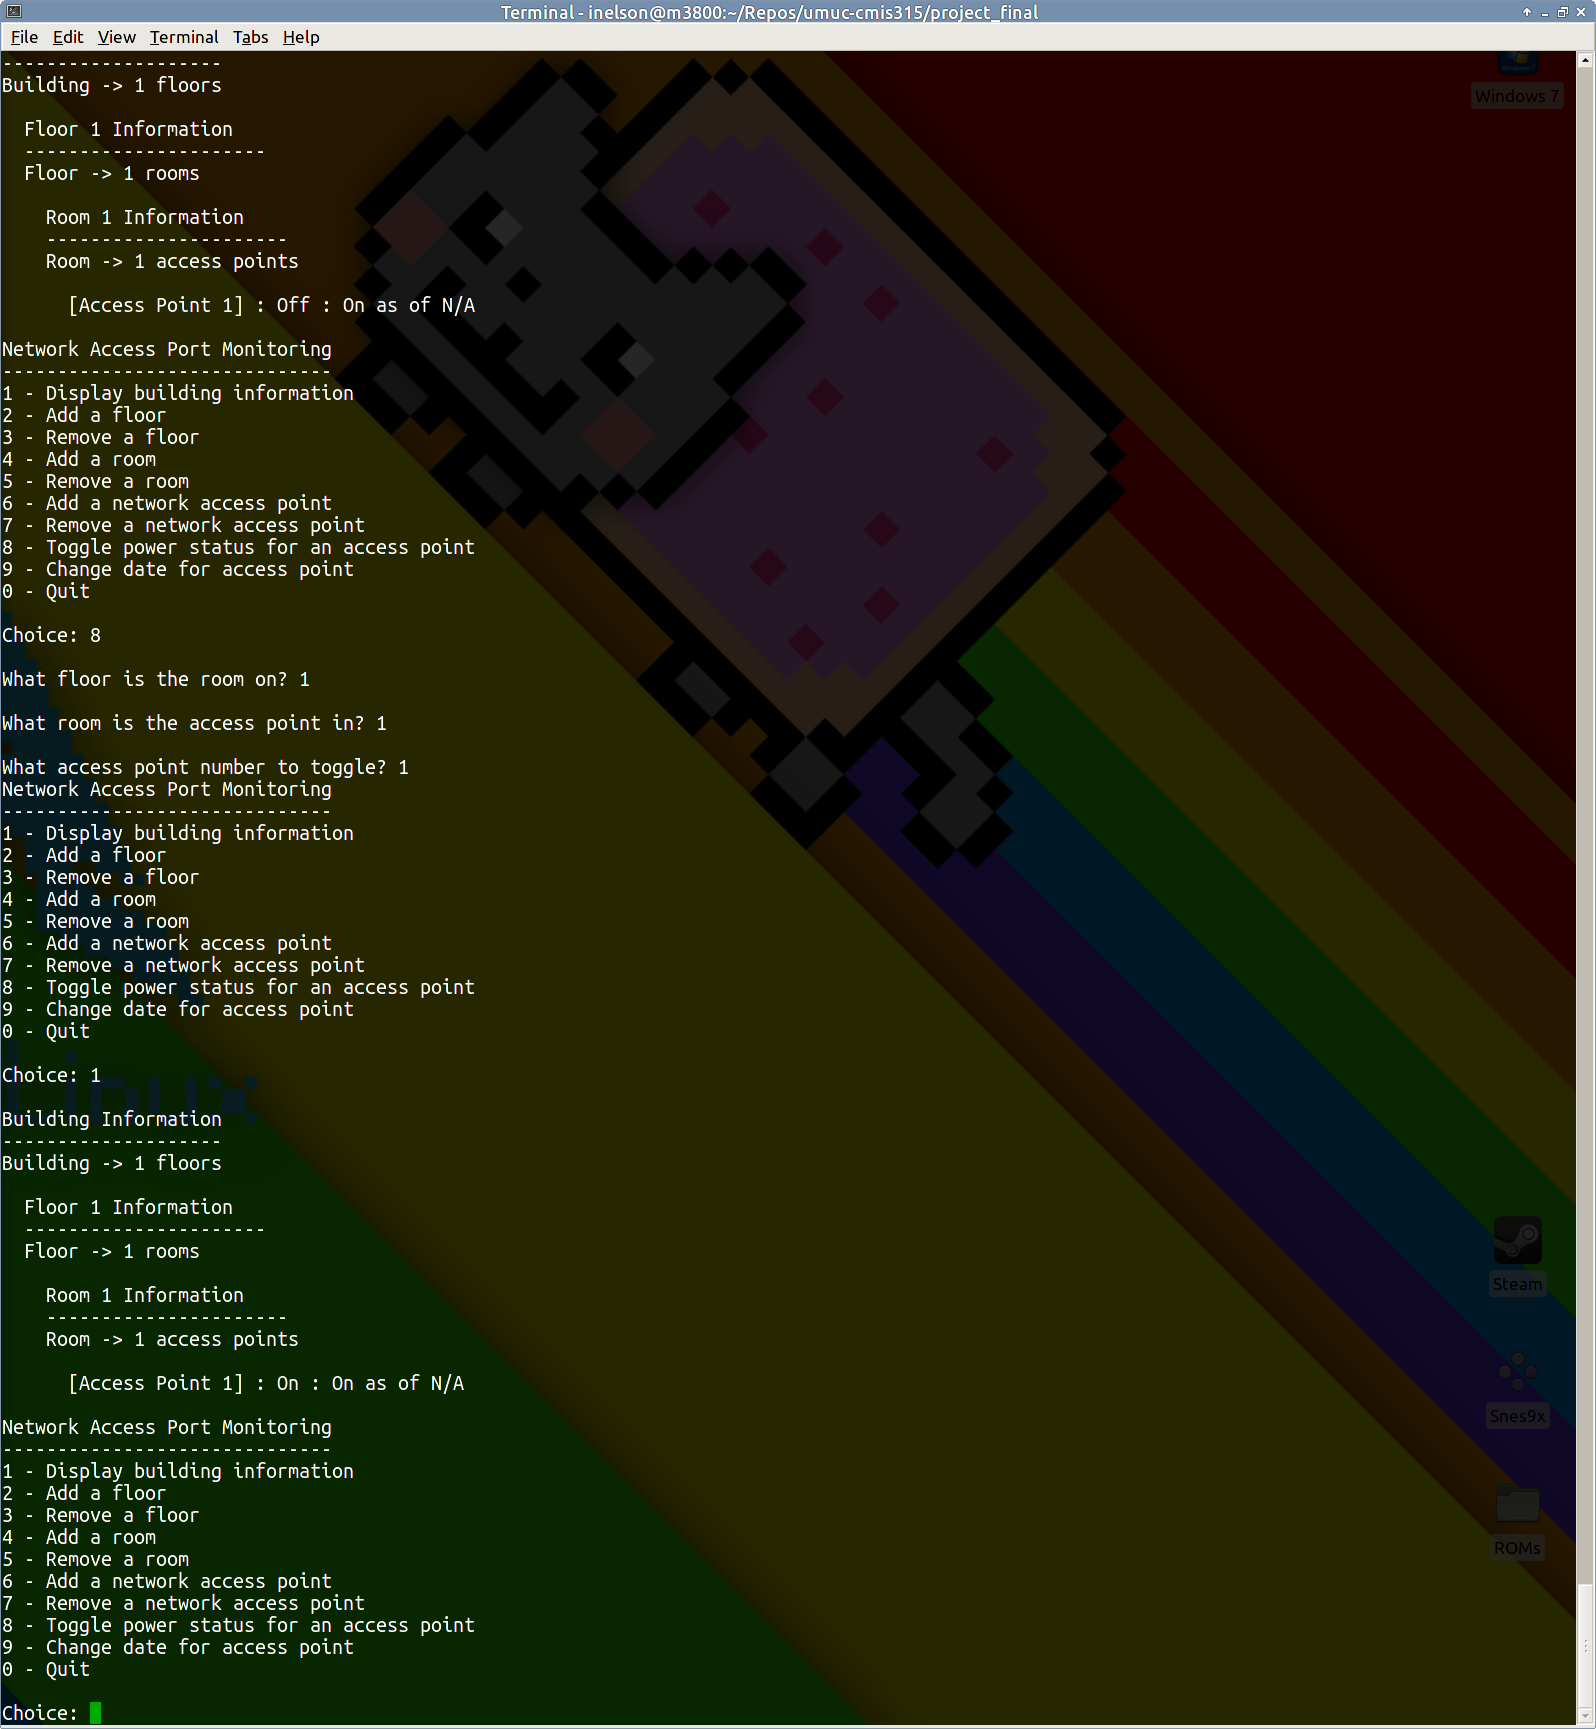 Terminal - inelson@m3800:~/Repos/umuc-cmis315/project_final
File Edit View Terminal Tabs Help
--------------------
Building -> 1 floors
Floor 1 Information
----------------------
Floor -> 1 rooms
Room 1 Information
----------------------
Room -> 1 access points
[Access Point 1] : Off : On as of N/A
Network Access Port Monitoring
------------------------------
1 - Display building information
2 - Add a floor
3 - Remove a floor
4 - Add a room
5 - Remove a room
6 - Add a network access point
7 - Remove a network access point
8 - Toggle power status for an access point
9 - Change date for access point
0 - Quit
Choice: 8
What floor is the room on? 1
What room is the access point in? 1
What access point number to toggle? 1
Network Access Port Monitoring
------------------------------
1 - Display building information
2 - Add a floor
3 - Remove a floor
4 - Add a room
5 - Remove a room
6 - Add a network access point
7 - Remove a network access point
8 - Toggle power status for an access point
9 - Change date for access point
0 - Quit
Choice: 1
Building Information
--------------------
Building -> 1 floors
Floor 1 Information
----------------------
Floor -> 1 rooms
Room 1 Information
----------------------
Room -> 1 access points
[Access Point 1] : On : On as of N/A
Network Access Port Monitoring
------------------------------
1 - Display building information
2 - Add a floor
3 - Remove a floor
4 - Add a room
5 - Remove a room
6 - Add a network access point
7 - Remove a network access point
8 - Toggle power status for an access point
9 - Change date for access point
0 - Quit
Choice:
Windows 7
Steam
Snes9x
ROMs
Linux